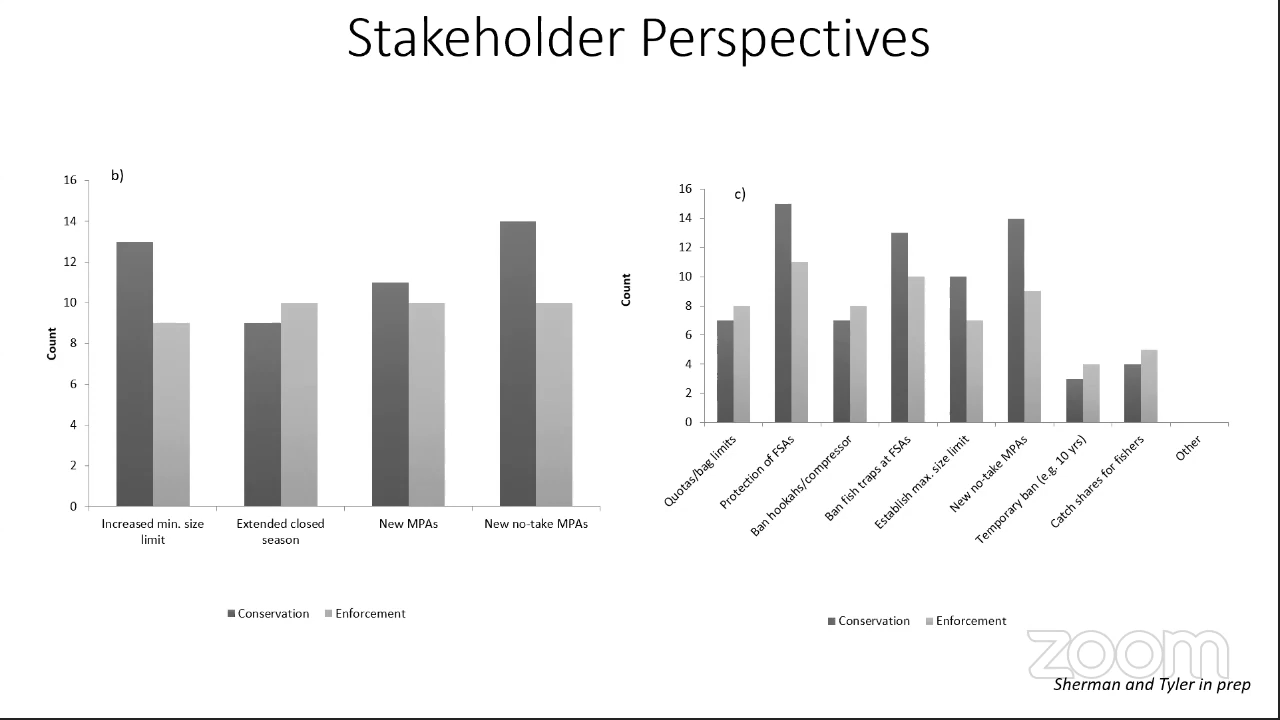 Stakeholder Perspectives
b)
16
14
12
10
8
6
4
2
0
Count
Increased min. size
limit
Extended closed
season
New MPAs
New no-take MPAs
Conservation
Enforcement
c)
16
14
12
10
8
6
4
2
0
Count
Quotas/bag limits
Protection of FSAs
Ban hookahs/compressor
Ban fish traps at FSAs
Establish max. size limit
New no-take MPAs
Temporary ban (e.g. 10 yrs)
Catch shares for fishers
Other
Conservation
Enforcement
zoom
Sherman and Tyler in prep